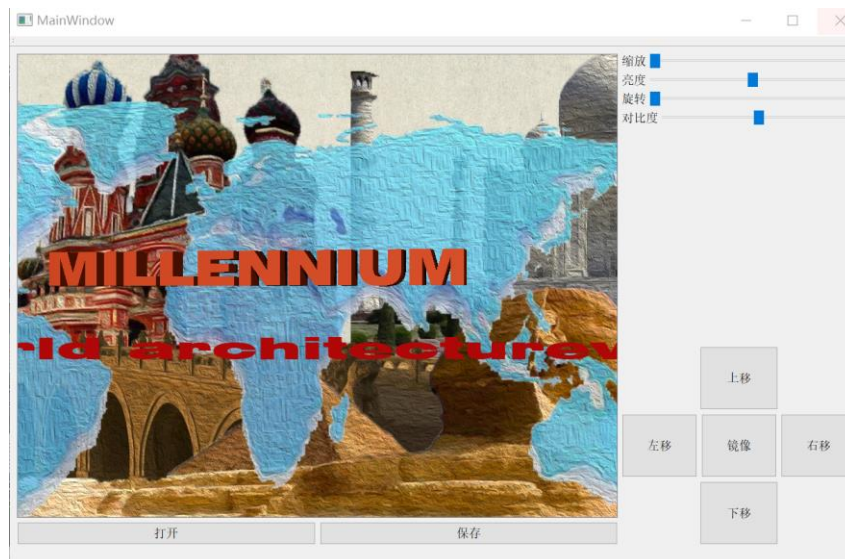 MainWindow
缩放
亮度
旋转
对比度
MILLENNIUM
rld architecturew
上移
左移 镜像 右移
下移
打开 保存